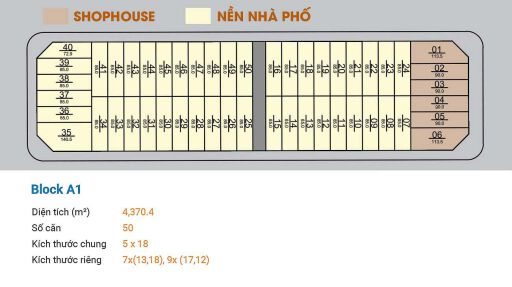 SHOPHOUSE
NỀN NHÀ PHỐ
40
72.5
39
85.0
38
85.0
37
85.0
36
85.0
35
140.5
41 42 43 44 45 46 47 48 49 50
34 33 32 31 30 29 28 27 26 25
16 17 18 19 20 21 22 23 24
15 14 13 12 11 10 09 08 07
01
113.5
02
90.0
03
90.0
04
90.0
05
90.0
06
113.5
Block A1
Diện tích (m²) 4,370.4
Số căn 50
Kích thước chung 5 x 18
Kích thước riêng 7x(13,18), 9x (17,12)